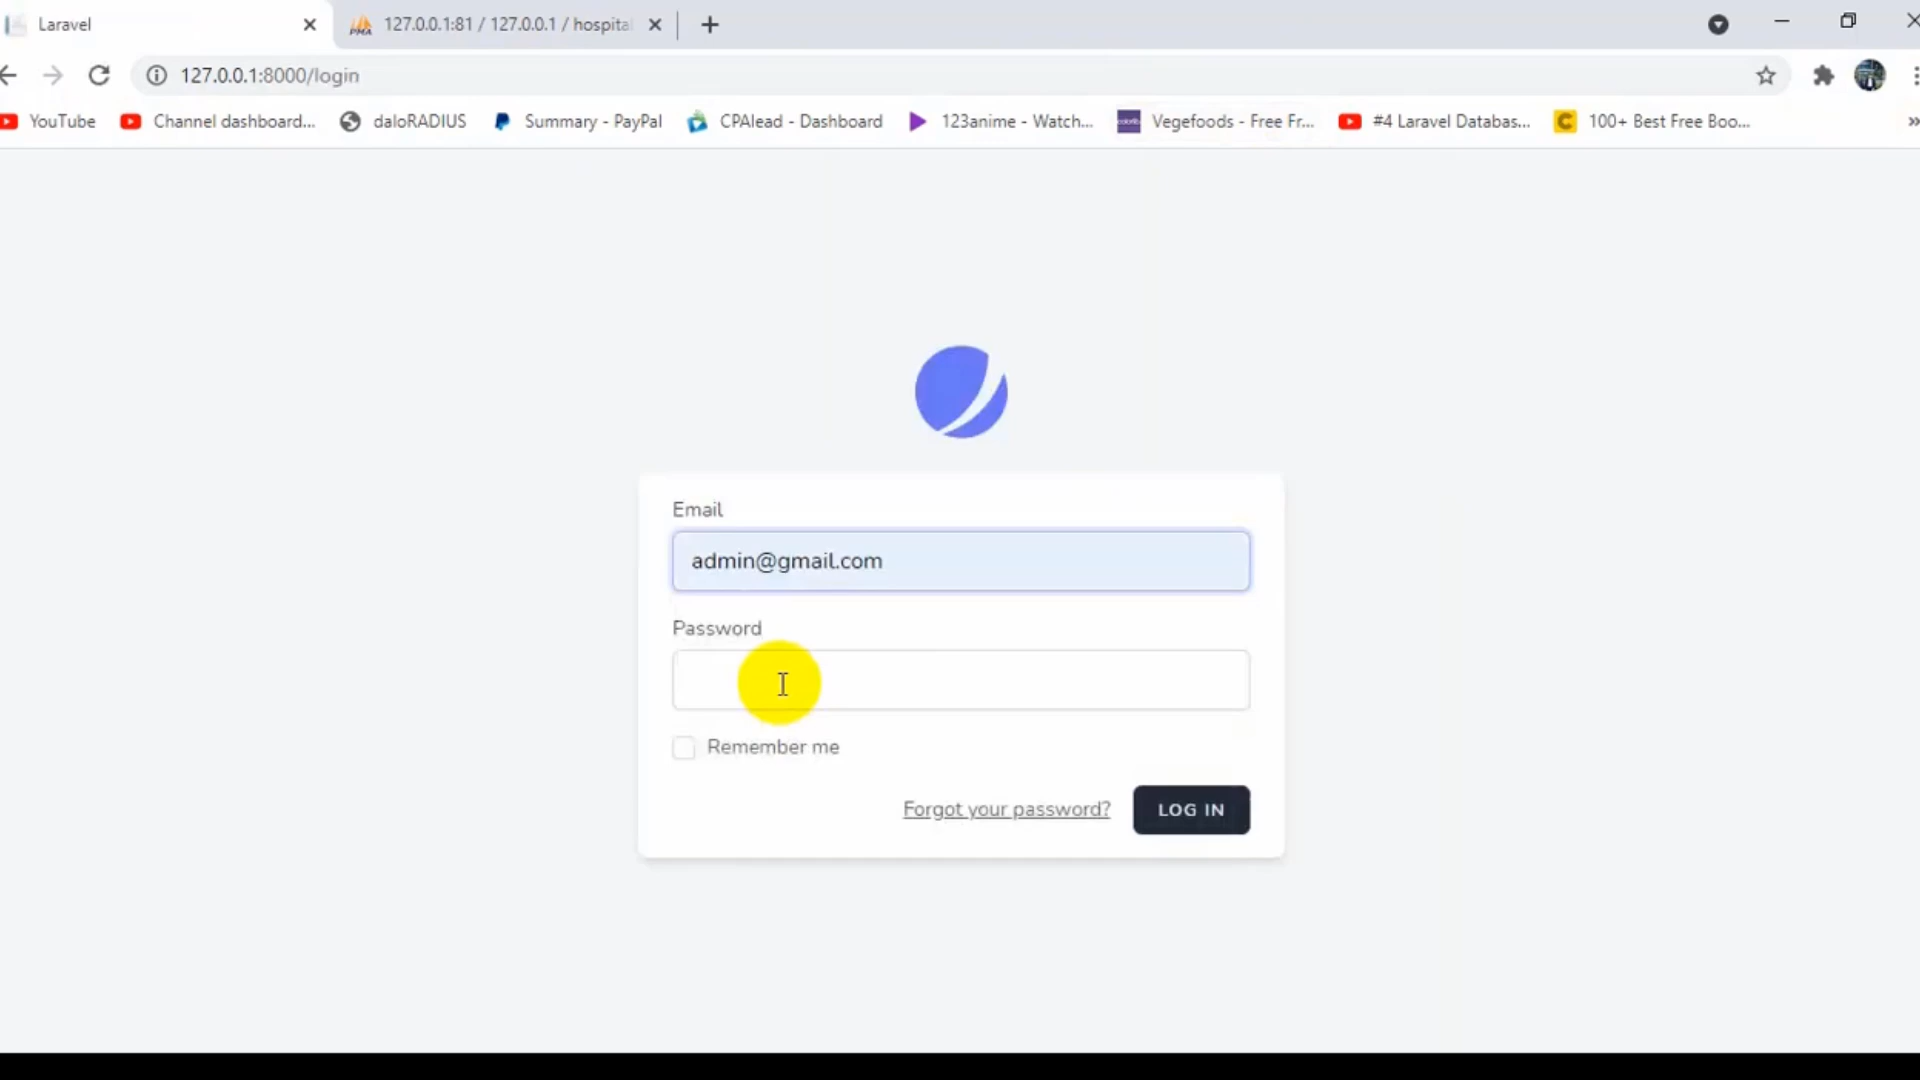 Laravel
127.0.0.1:81 / 127.0.0.1 / hospital
127.0.0.1:8000/login
YouTube
Channel dashboard...
daloRADIUS
Summary - PayPal
CPAlead - Dashboard
123anime - Watch...
Vegefoods - Free Fr...
#4 Laravel Databas...
100+ Best Free Boo...
Email
admin@gmail.com
Password
Remember me
Forgot your password?
LOG IN